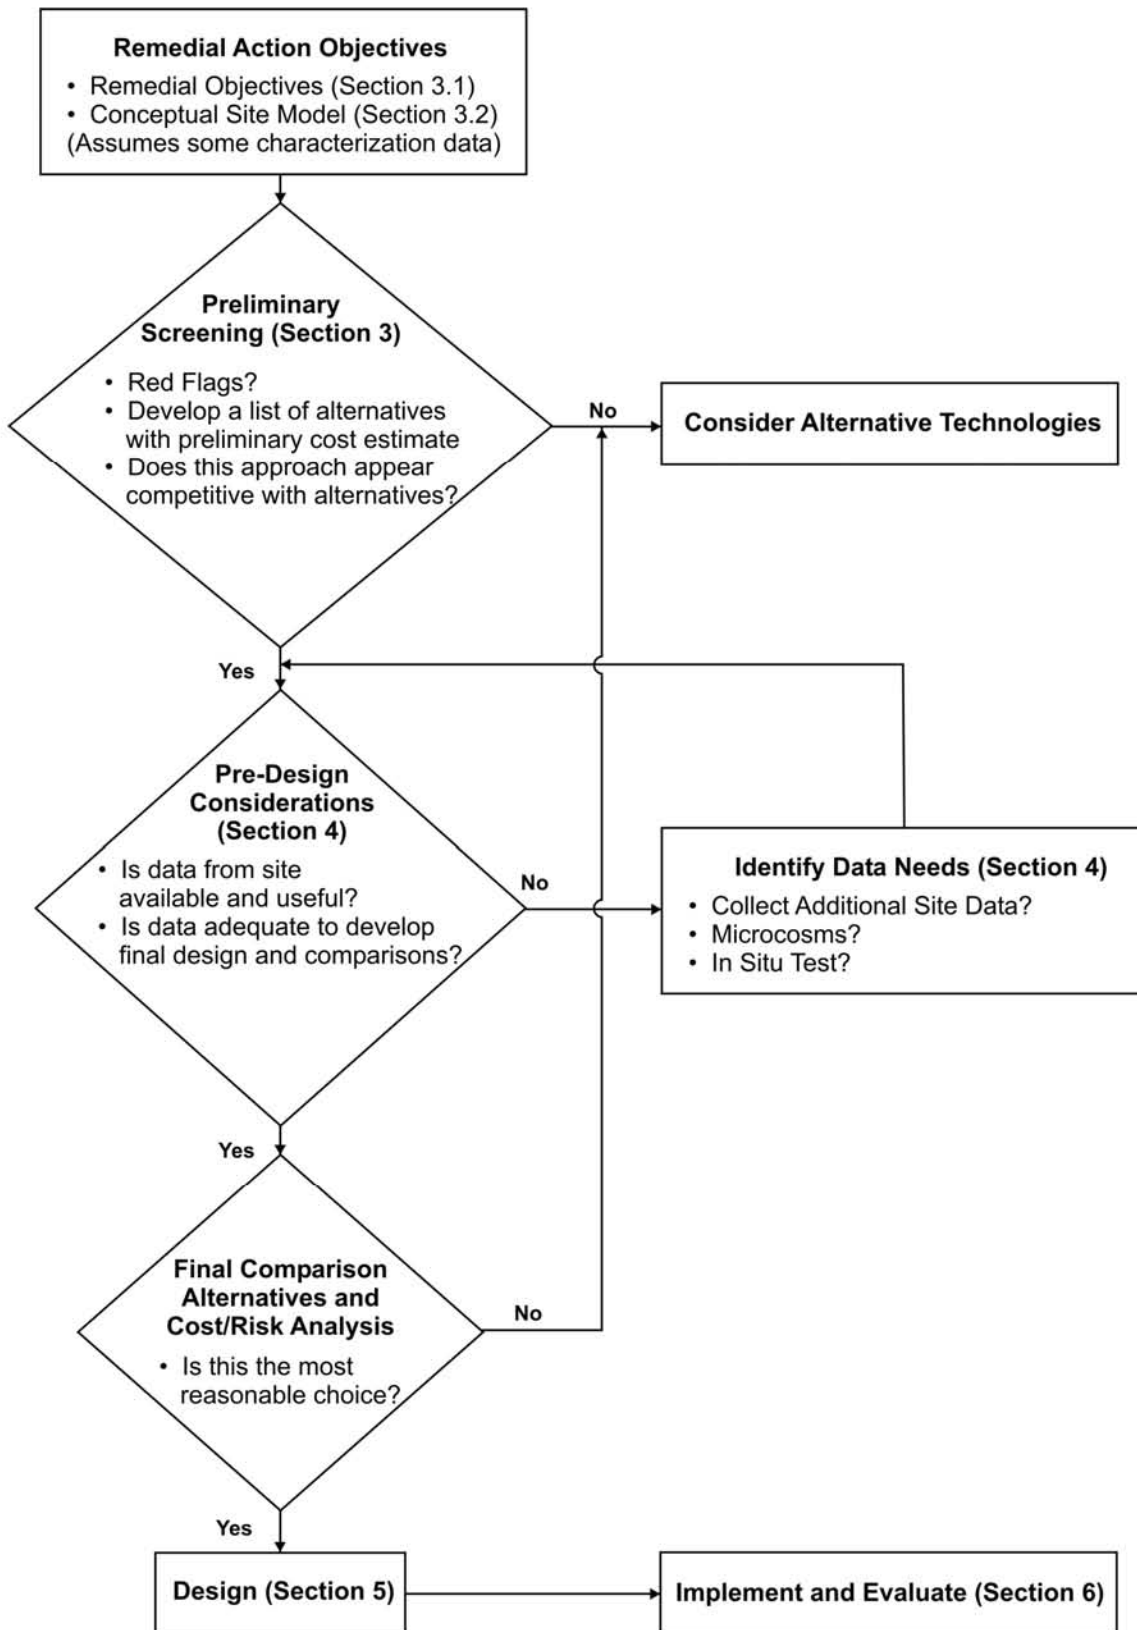 Remedial Action Objectives
• Remedial Objectives (Section 3.1)
• Conceptual Site Model (Section 3.2)
(Assumes some characterization data)
Preliminary
Screening (Section 3)
• Red Flags?
• Develop a list of alternatives
with preliminary cost estimate
• Does this approach appear
competitive with alternatives?
No
Consider Alternative Technologies
Yes
Pre-Design
Considerations
(Section 4)
• Is data from site
available and useful?
• Is data adequate to develop
final design and comparisons?
No
Identify Data Needs (Section 4)
• Collect Additional Site Data?
• Microcosms?
• In Situ Test?
Yes
Final Comparison
Alternatives and
Cost/Risk Analysis
• Is this the most
reasonable choice?
No
Yes
Design (Section 5)
Implement and Evaluate (Section 6)